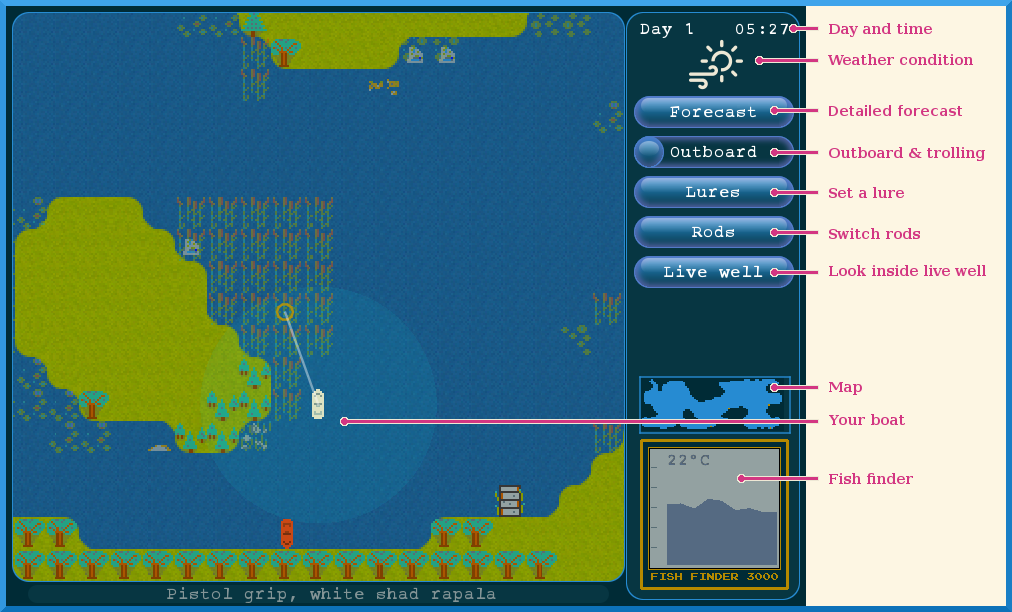 Day 1 05:27
Day and time
Weather condition
Forecast
Detailed forecast
Outboard
Outboard & trolling
Lures
Set a lure
Rods
Switch rods
Live well
Look inside live well
Map
Your boat
22°C
Fish finder
FISH FINDER 3000
Pistol grip, white shad rapala